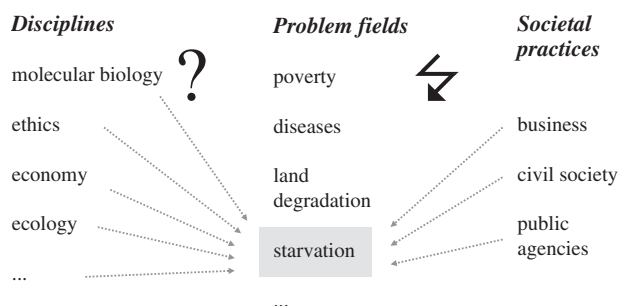 Disciplines
molecular biology
ethics
economy
ecology
...
?
Problem fields
poverty
diseases
land
degradation
starvation
...
Societal
practices
business
civil society
public
agencies